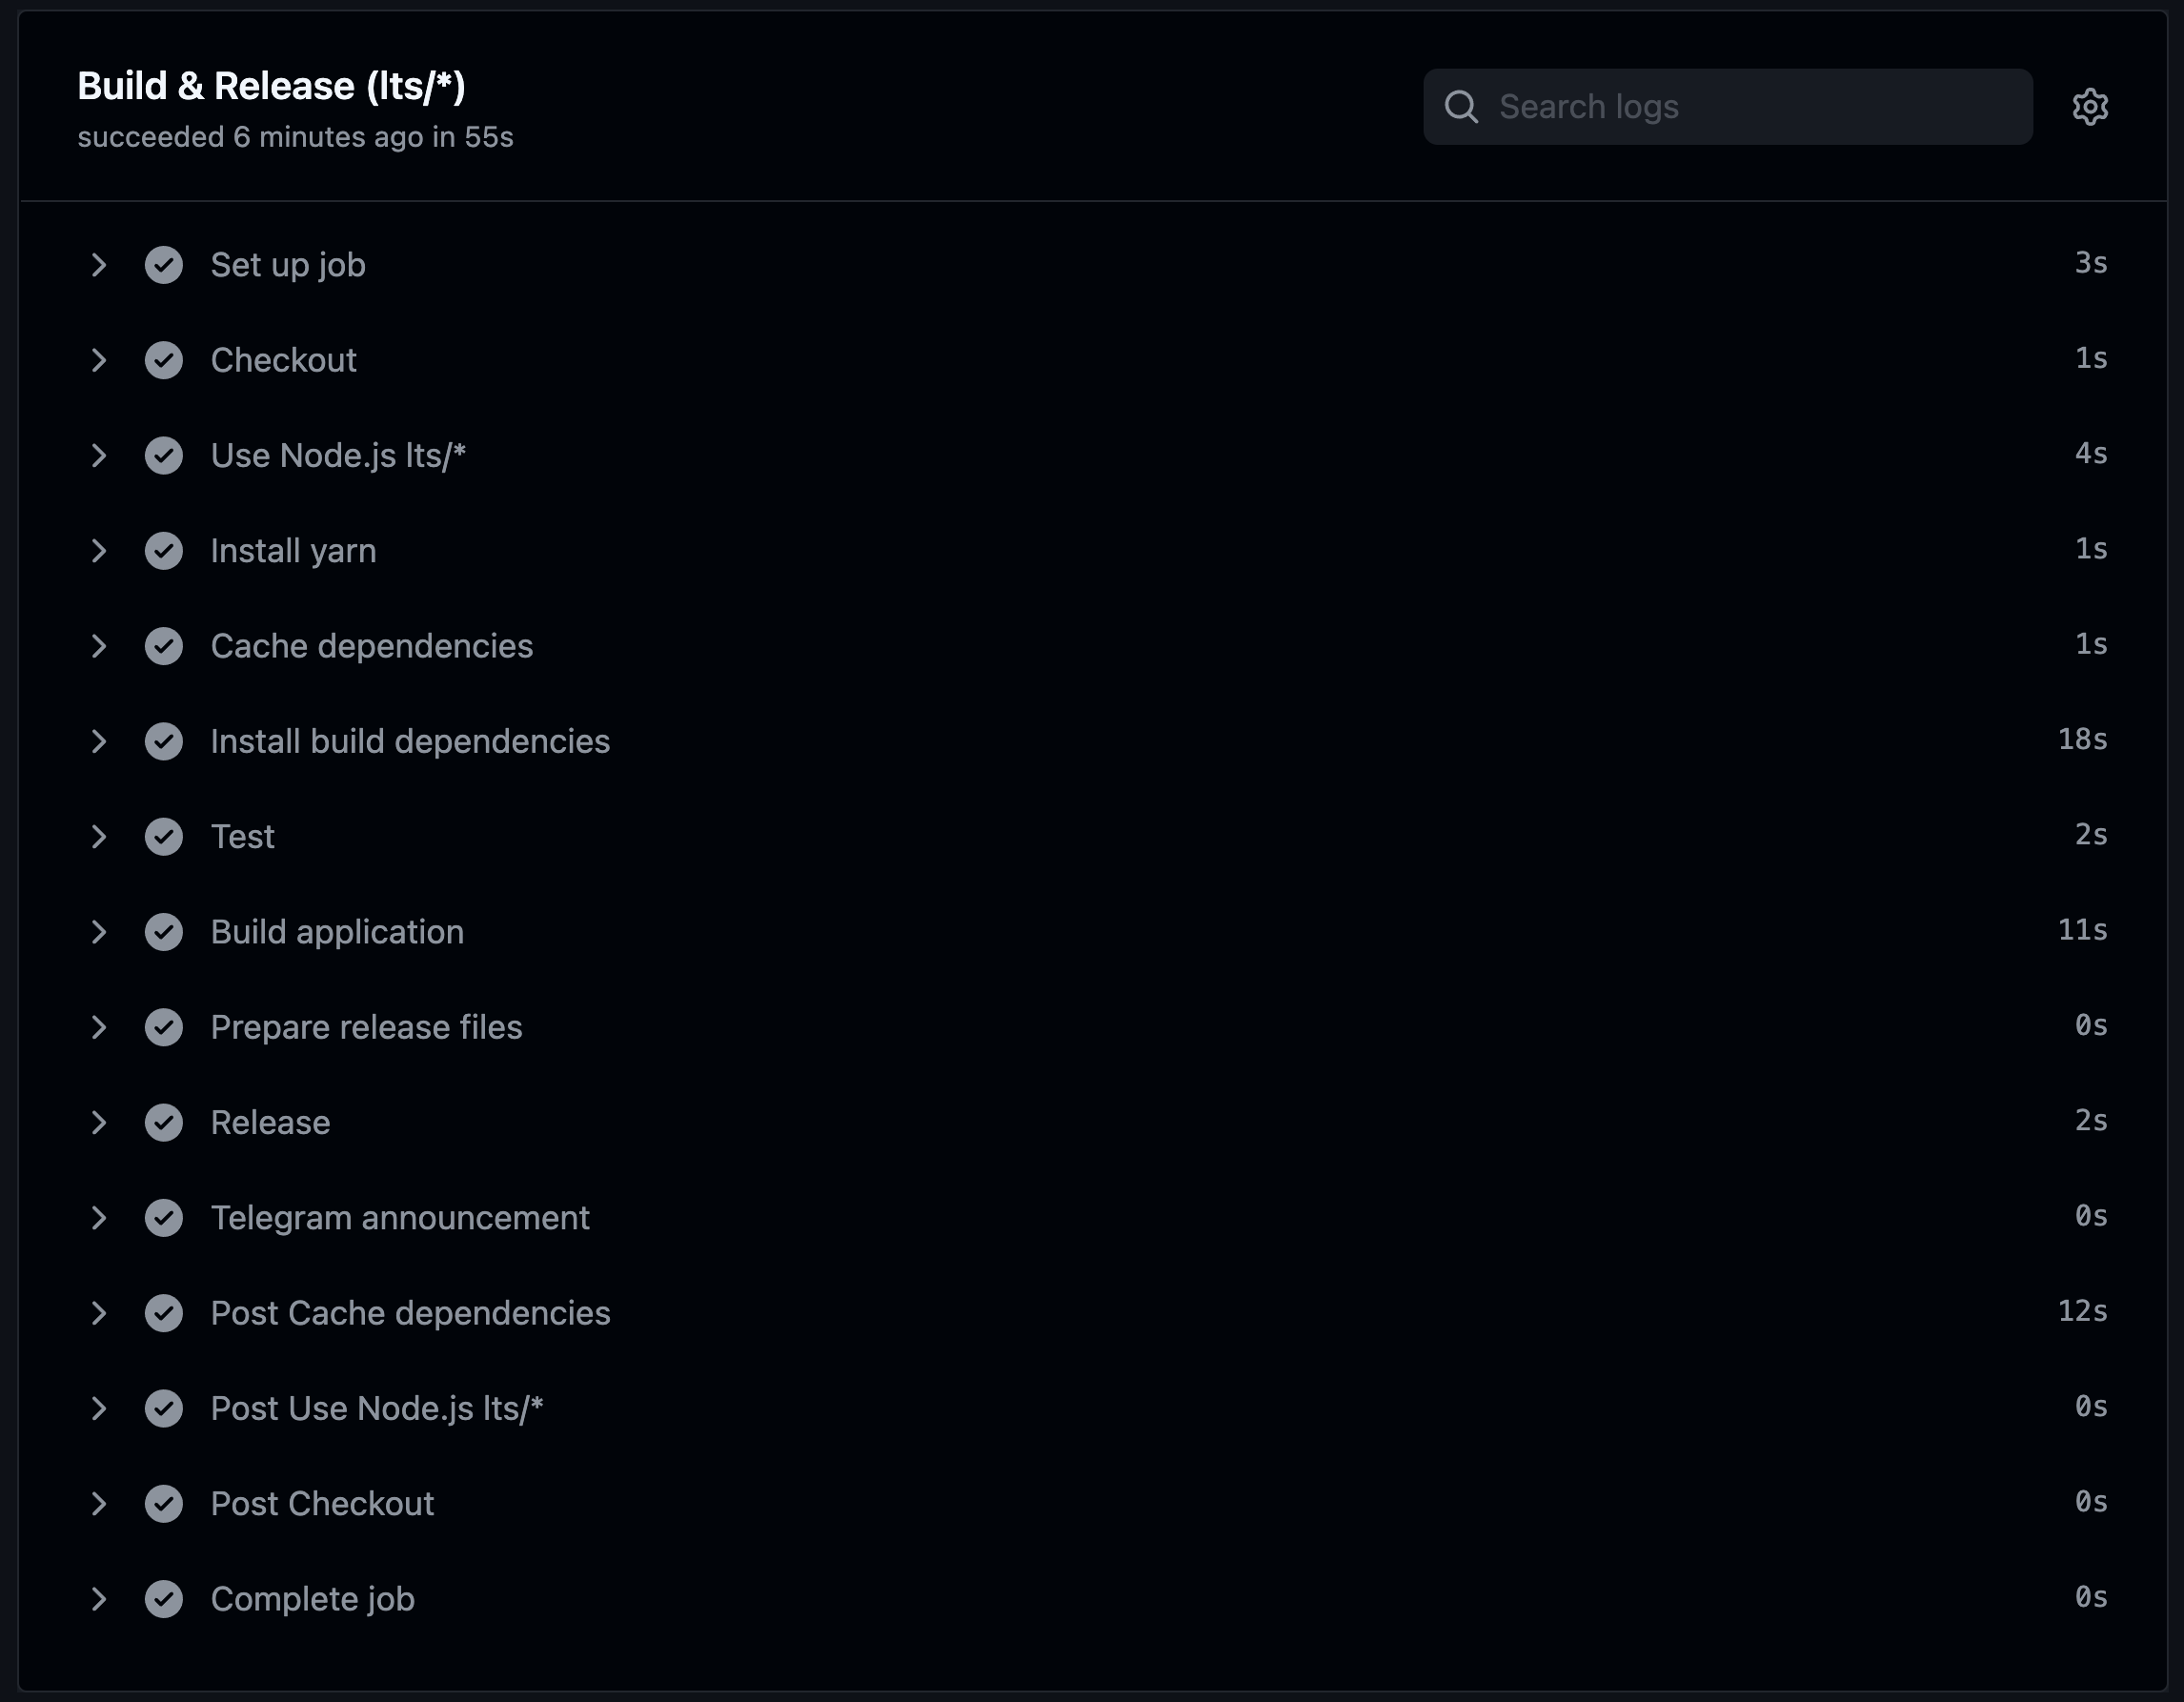 Build & Release (lts/*)
succeeded 6 minutes ago in 55s
Search logs
Set up job 3s
Checkout 1s
Use Node.js lts/* 4s
Install yarn 1s
Cache dependencies 1s
Install build dependencies 18s
Test 2s
Build application 11s
Prepare release files 0s
Release 2s
Telegram announcement 0s
Post Cache dependencies 12s
Post Use Node.js lts/* 0s
Post Checkout 0s
Complete job 0s